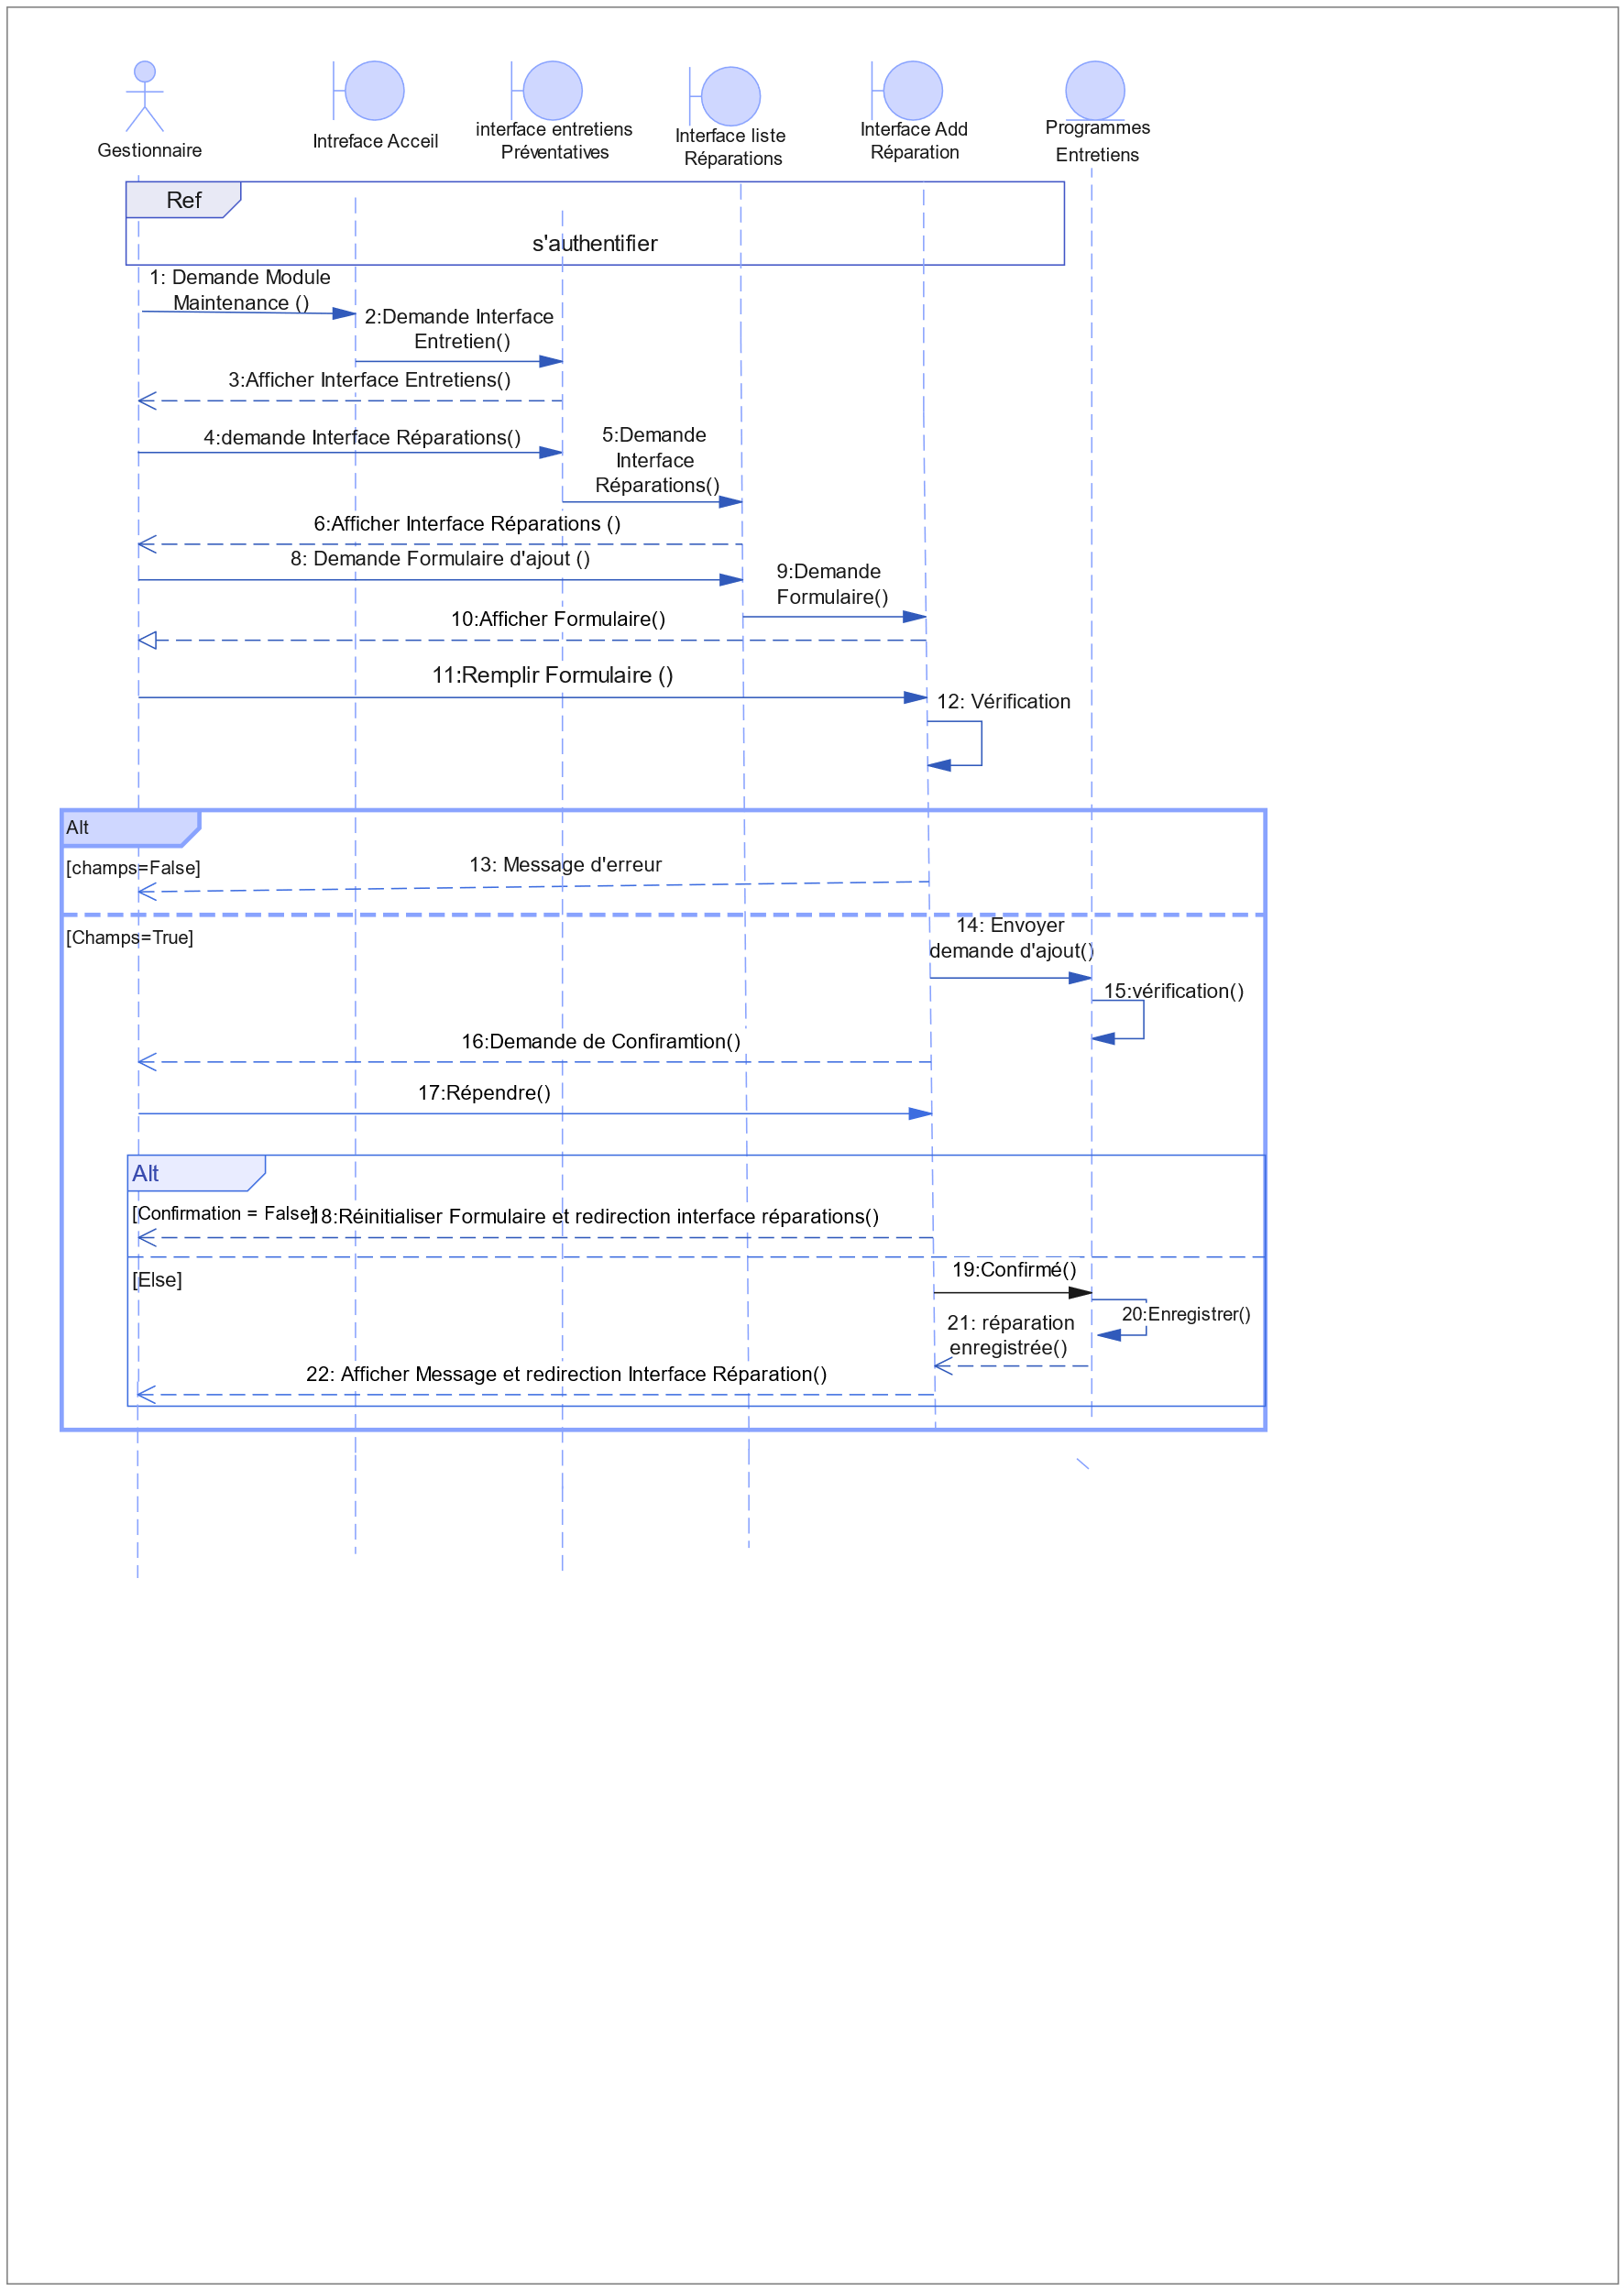 Gestionnaire
Intreface Acceil
interface entretiens
Préventatives
Interface liste
Réparations
Interface Add
Réparation
Programmes
Entretiens
Ref
s'authentifier
1: Demande Module
Maintenance ()
2:Demande Interface
Entretien()
3:Afficher Interface Entretiens()
4:demande Interface Réparations()
5:Demande
Interface
Réparations()
6:Afficher Interface Réparations ()
8: Demande Formulaire d'ajout ()
9:Demande
Formulaire()
10:Afficher Formulaire()
11:Remplir Formulaire ()
12: Vérification
Alt
[champs=False]
13: Message d'erreur
[Champs=True]
14: Envoyer
demande d'ajout()
15:vérification()
16:Demande de Confiramtion()
17:Répendre()
Alt
[Confirmation = False]
18:Réinitialiser Formulaire et redirection interface réparations()
[Else]
19:Confirmé()
20:Enregistrer()
21: réparation
enregistrée()
22: Afficher Message et redirection Interface Réparation()